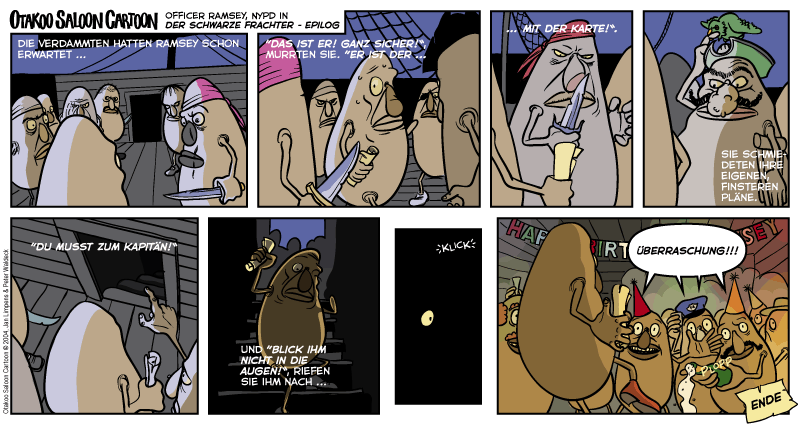 OTAKOO SALOON CARTOON
OFFICER RAMSEY, NYPD IN
DER SCHWARZE FRACHTER - EPILOG
DIE VERDAMMTEN HATTEN RAMSEY SCHON
ERWARTET ...
"DAS IST ER! GANZ SICHER!",
MURRTEN SIE. "ER IST DER ...
... MIT DER KARTE!".
SIE SCHMIE-
DETEN IHRE
EIGENEN,
FINSTEREN
PLÄNE.
"DU MUSST ZUM KAPITÄN!"
UND "BLICK IHM
NICHT IN DIE
AUGEN!", RIEFEN
SIE IHM NACH ...
KLICK
HAP BIRT SEY
ÜBERRASCHUNG!!!
PLOPP
ENDE
Otakoo Saloon Cartoon © 2004, Jan Limpens & Peter Waldeck